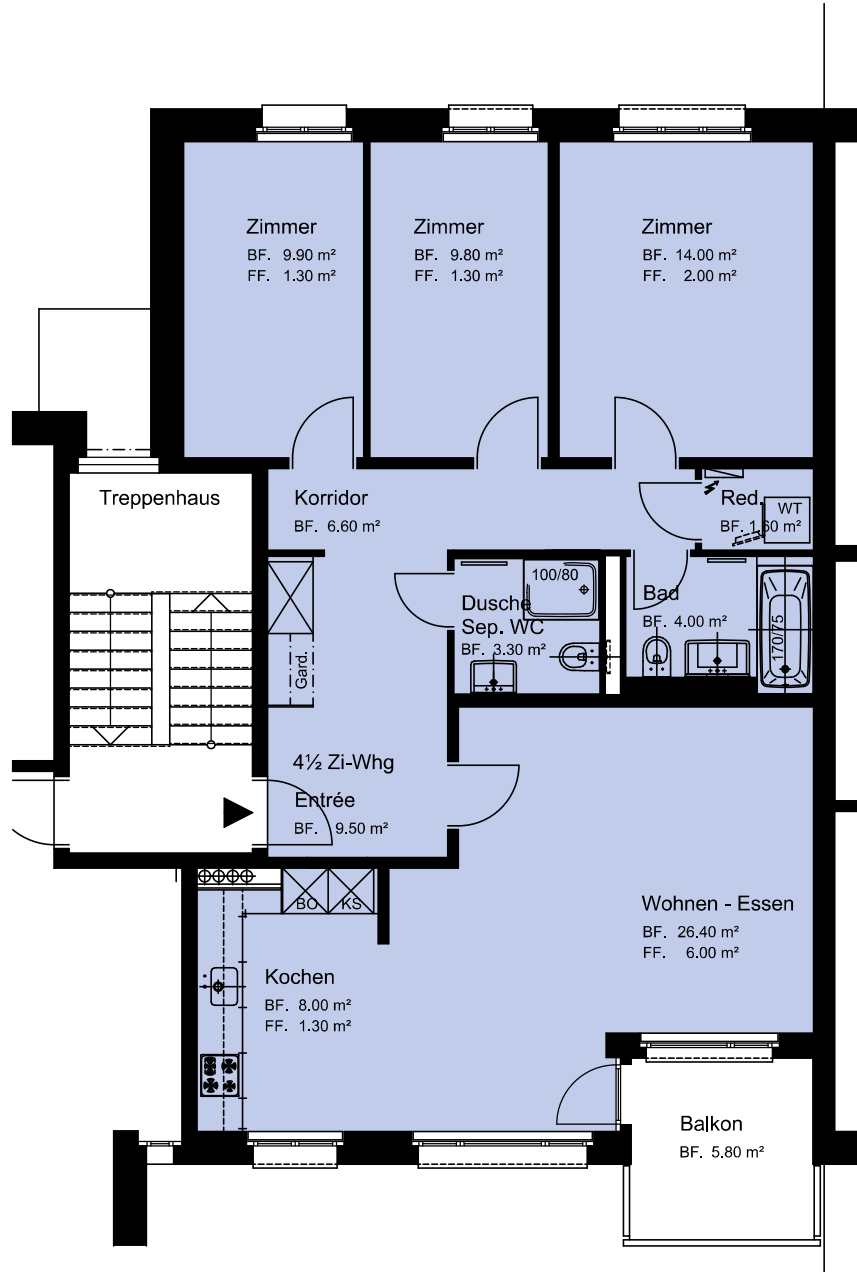 Zimmer
BF. 9.90 m²
FF. 1.30 m²
Zimmer
BF. 9.80 m²
FF. 1.30 m²
Zimmer
BF. 14.00 m²
FF. 2.00 m²
Treppenhaus
Korridor
BF. 6.60 m²
Red.
BF. 1.60 m²
WT
100/80
Dusche
Sep. WC
BF. 3.30 m²
Bad
BF. 4.00 m²
170/75
Gard.
4½ Zi-Whg
Entrée
BF. 9.50 m²
BO
KS
Wohnen - Essen
BF. 26.40 m²
FF. 6.00 m²
Kochen
BF. 8.00 m²
FF. 1.30 m²
Balkon
BF. 5.80 m²